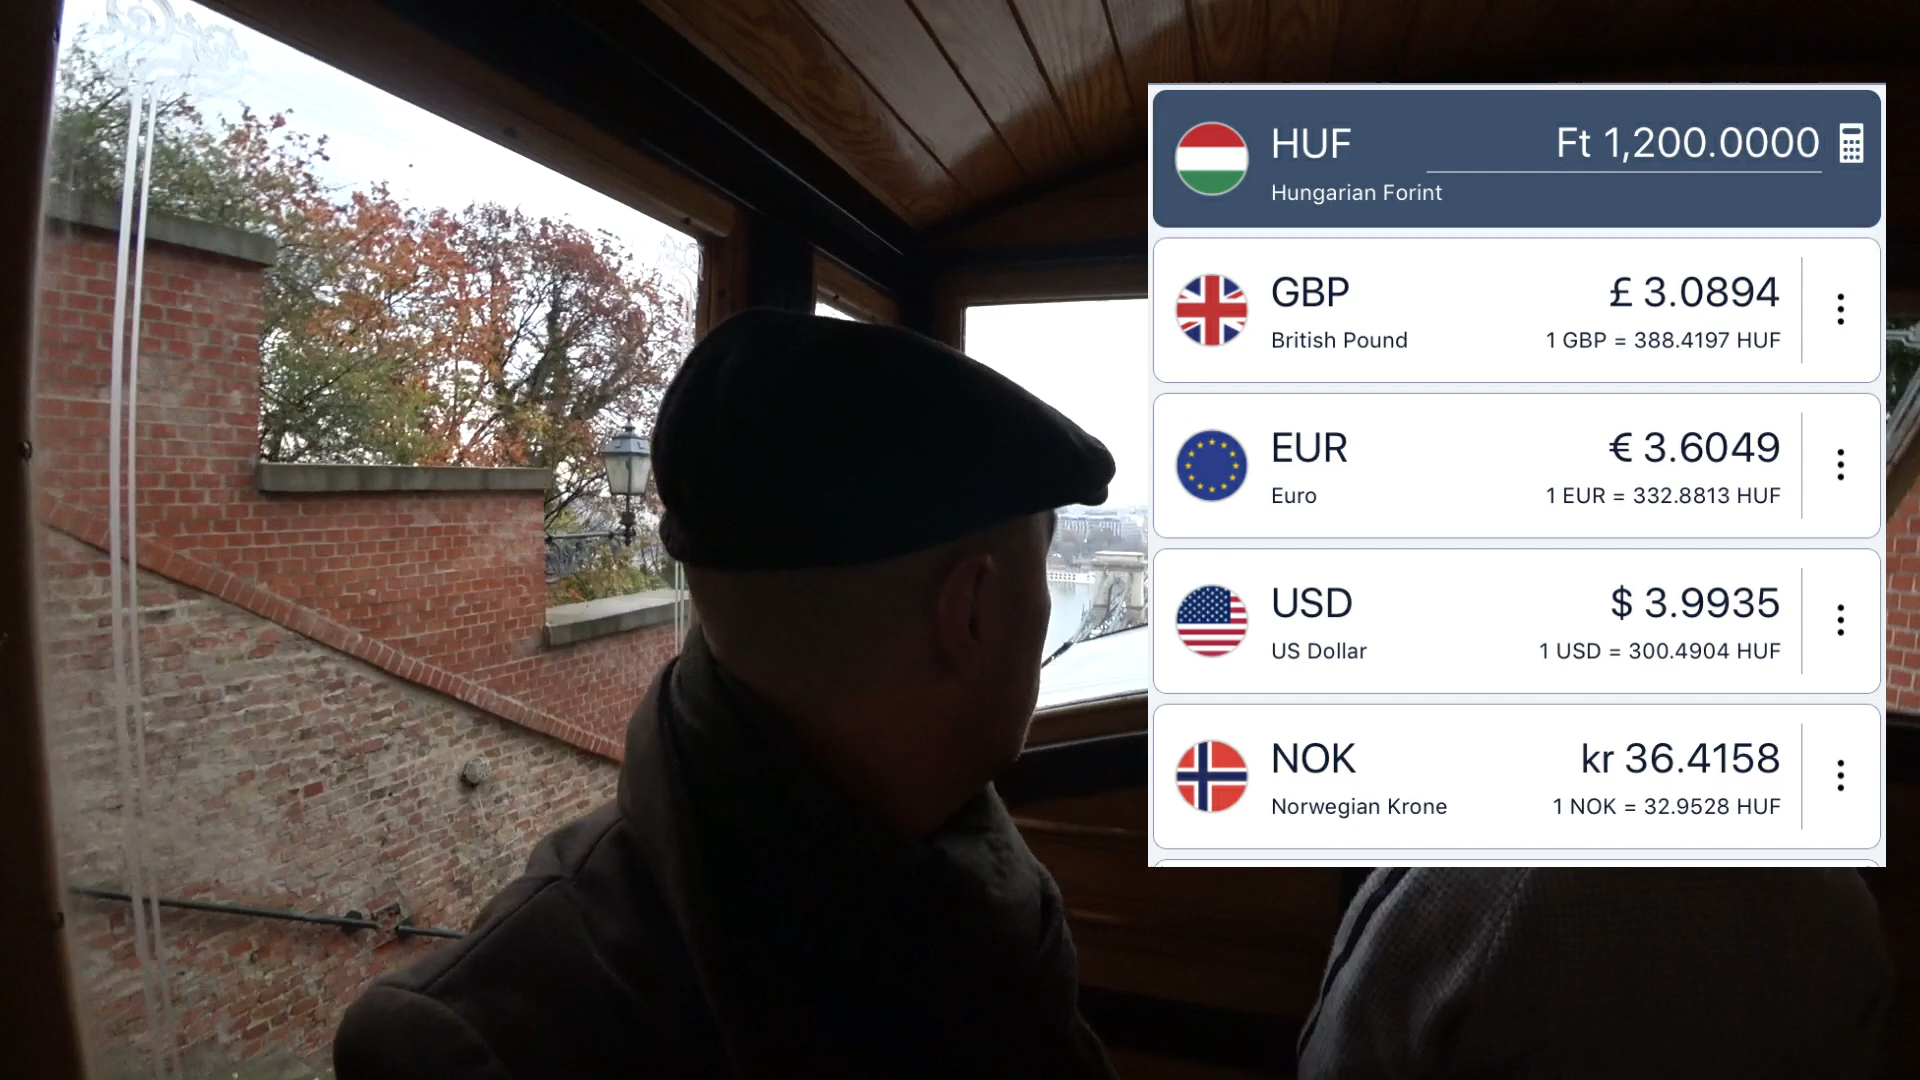 HUF
Ft 1,200.0000
Hungarian Forint
GBP
£ 3.0894
British Pound
1 GBP = 388.4197 HUF
EUR
€ 3.6049
Euro
1 EUR = 332.8813 HUF
USD
$ 3.9935
US Dollar
1 USD = 300.4904 HUF
NOK
kr 36.4158
Norwegian Krone
1 NOK = 32.9528 HUF